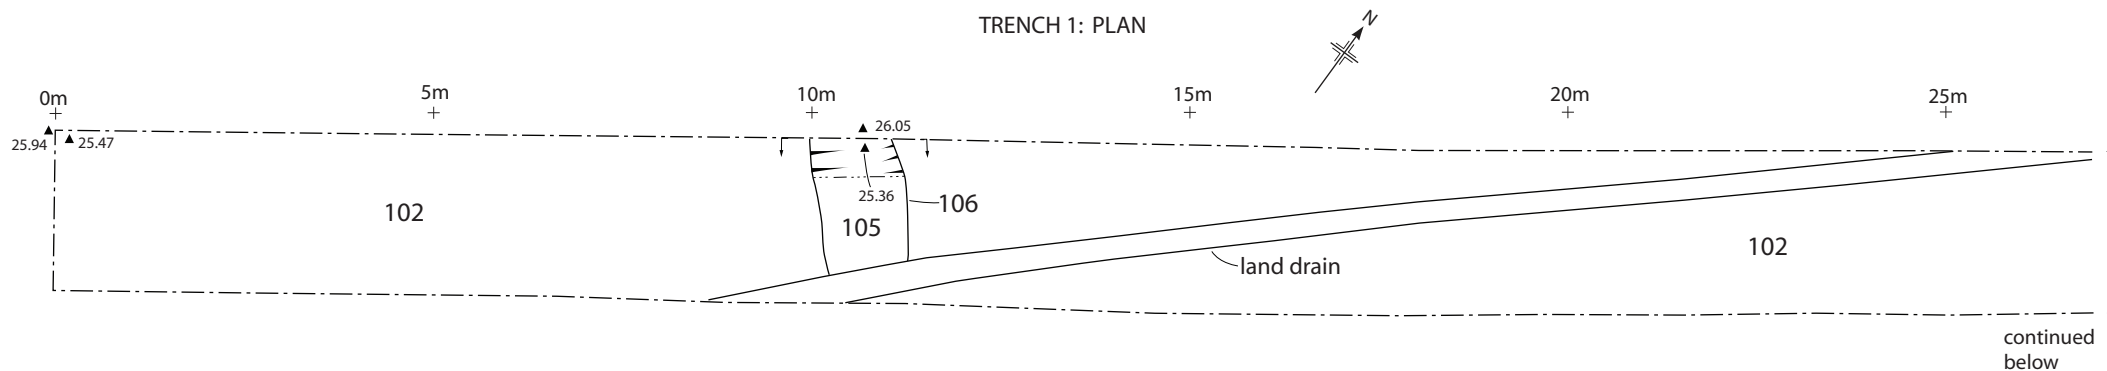 TRENCH 1: PLAN
N
0m
5m
10m
15m
20m
25m
25.94
25.47
26.05
25.36
102
105
106
102
land drain
continued
below